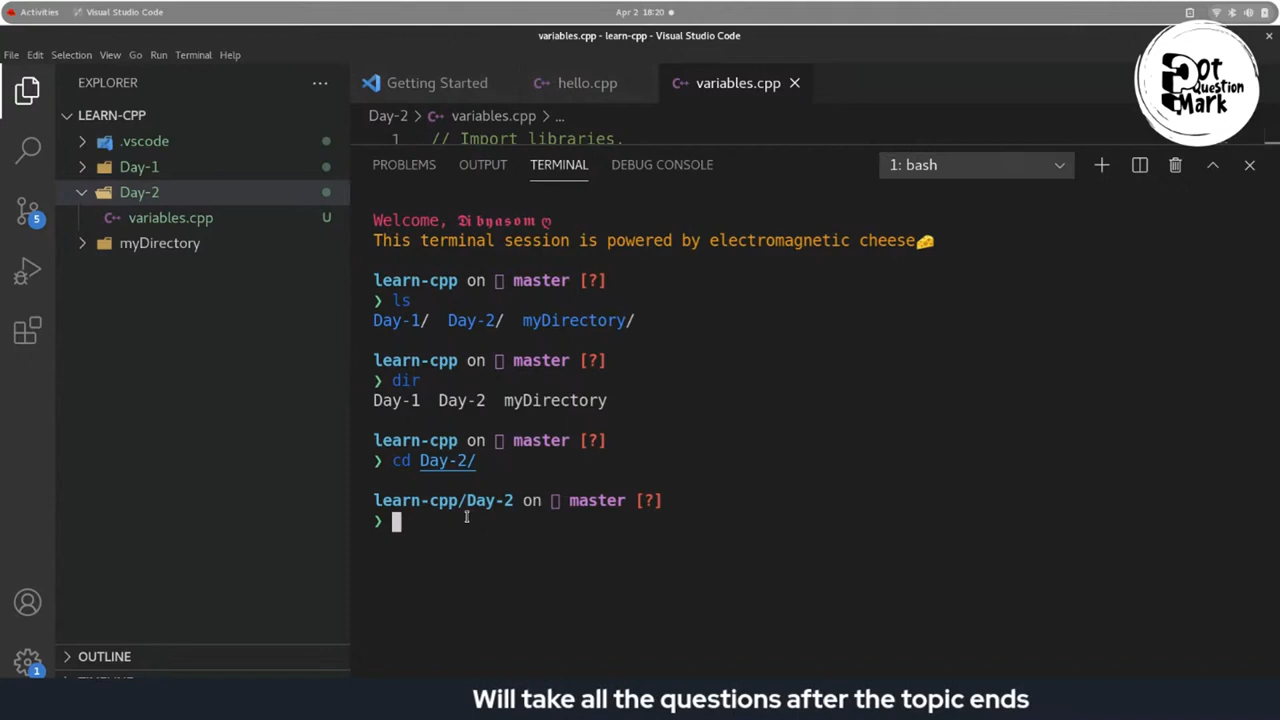 Activities Visual Studio Code Apr 2 18:20
variables.cpp - learn-cpp - Visual Studio Code
File Edit Selection View Go Run Terminal Help
Dot Question Mark
EXPLORER
LEARN-CPP
.vscode
Day-1
Day-2
variables.cpp U
myDirectory
5
1
OUTLINE
Getting Started hello.cpp variables.cpp
Day-2 > variables.cpp > ...
1 // Import libraries.
PROBLEMS OUTPUT TERMINAL DEBUG CONSOLE 1: bash
Welcome, 𝕯𝖎 𝖇𝖞𝖆𝖘𝖔𝖒 ღ
This terminal session is powered by electromagnetic cheese🧀
learn-cpp on master [?]
❯ ls
Day-1/ Day-2/ myDirectory/
learn-cpp on master [?]
❯ dir
Day-1 Day-2 myDirectory
learn-cpp on master [?]
❯ cd Day-2/
learn-cpp/Day-2 on master [?]
❯
Will take all the questions after the topic ends